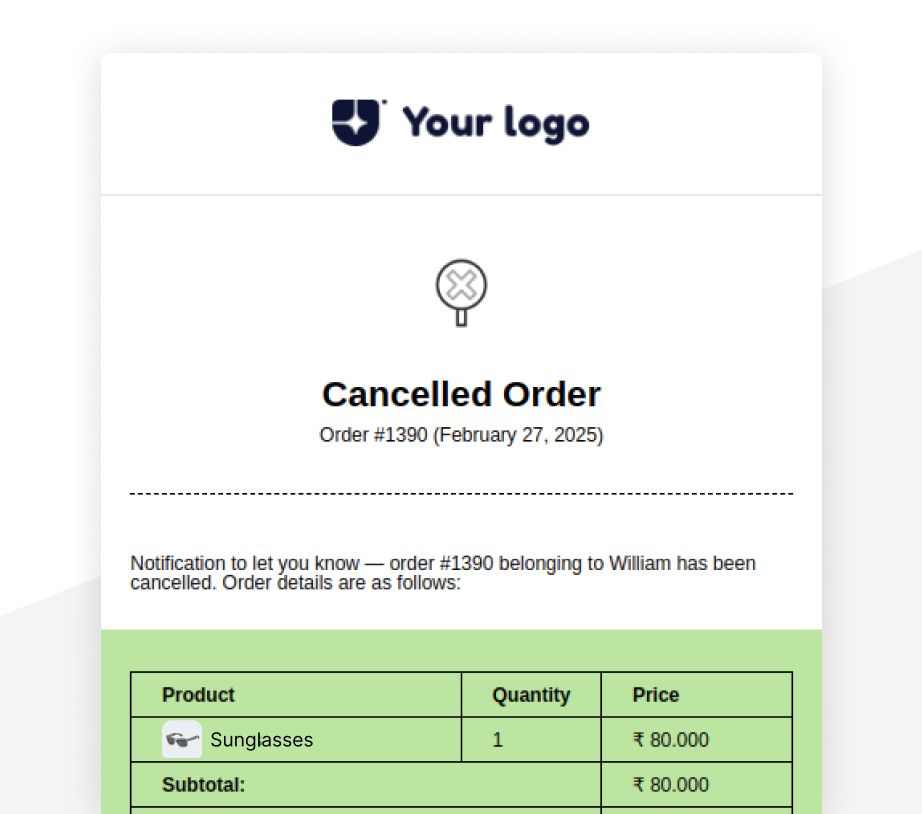 Your logo
Cancelled Order
Order #1390 (February 27, 2025)
Notification to let you know — order #1390 belonging to William has been
cancelled. Order details are as follows:
Product Quantity Price
Sunglasses 1 ₹ 80.000
Subtotal: ₹ 80.000